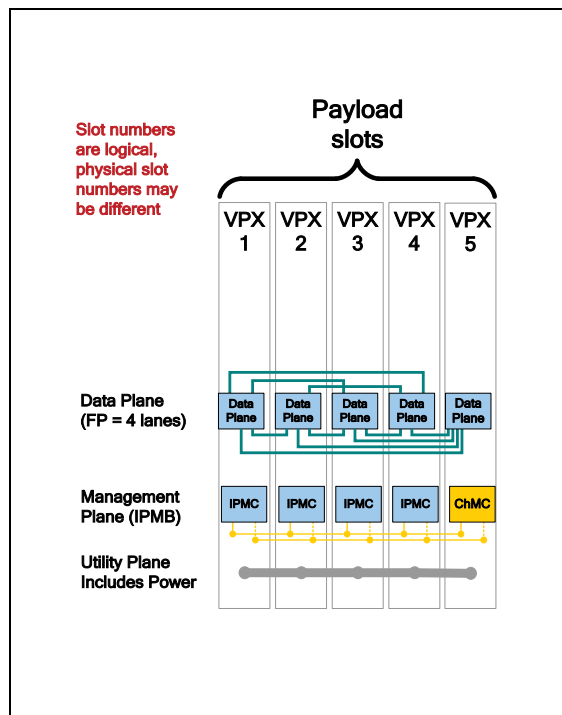 Payload
slots
Slot numbers
are logical,
physical slot
numbers may
be different
VPX
1
VPX
2
VPX
3
VPX
4
VPX
5
Data Plane
(FP = 4 lanes)
Data
Plane
Data
Plane
Data
Plane
Data
Plane
Data
Plane
Management
Plane (IPMB)
IPMC
IPMC
IPMC
IPMC
ChMC
Utility Plane
Includes Power